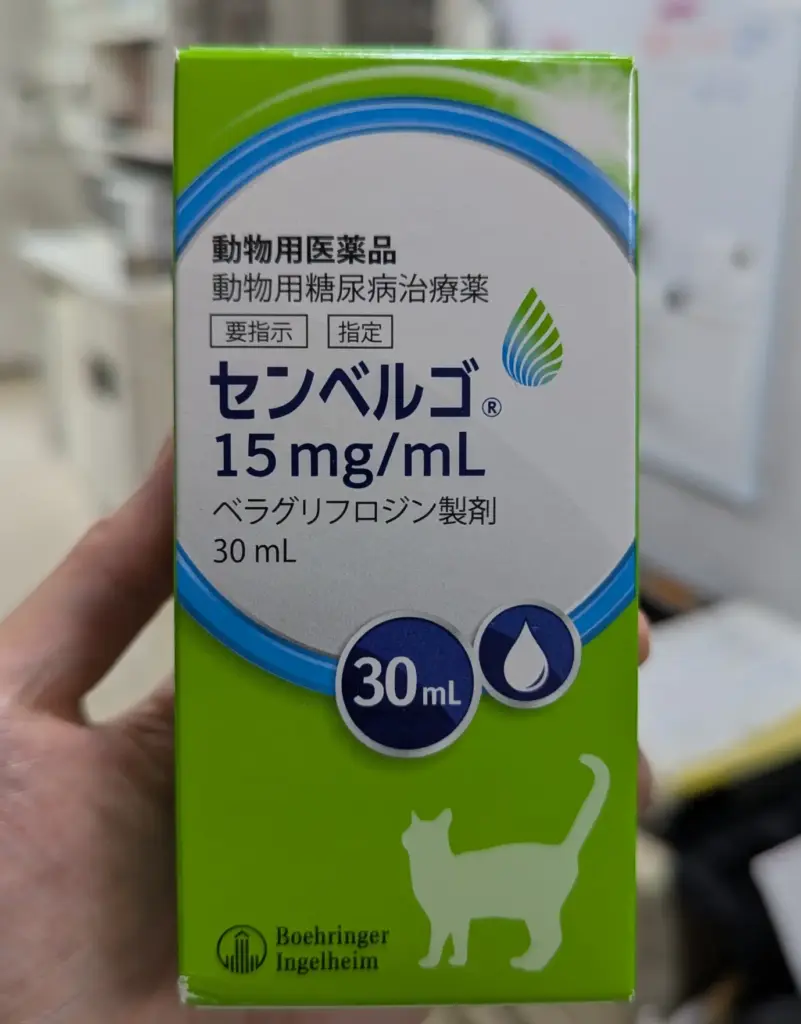 動物用医薬品
動物用糖尿病治療薬
要指示 指定
センベルゴ®
15 mg/mL
ベラグリフロジン製剤
30 mL
30 mL
Boehringer
Ingelheim